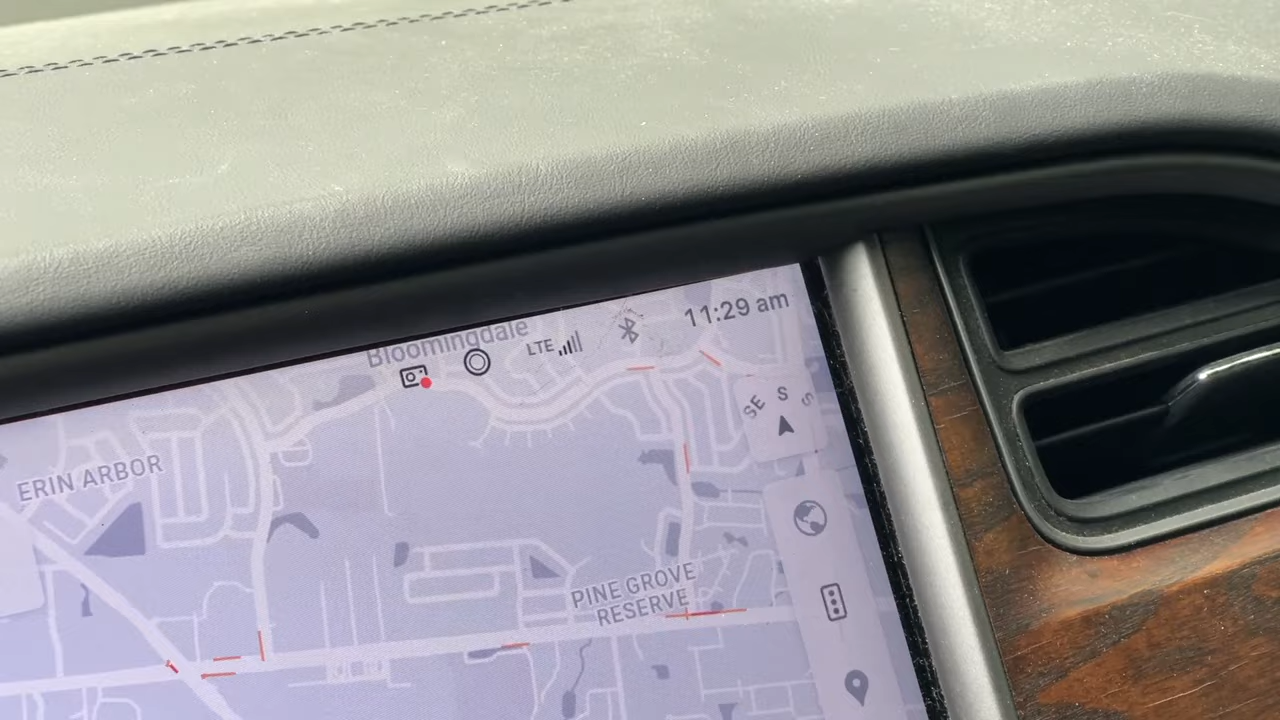 Bloomingdale
LTE
11:29 am
SE S S
ERIN ARBOR
PINE GROVE
RESERVE